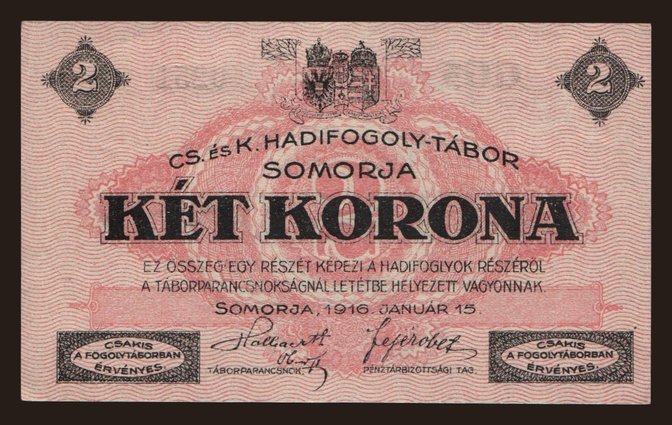 2
2
CS. és K. HADIFOGOLY-TÁBOR
SOMORJA
KÉT KORONA
EZ ÖSSZEG EGY RÉSZÉT KÉPEZI A HADIFOGLYOK RÉSZÉRŐL
A TÁBORPARANCSNOKSÁGNÁL LETÉTBE HELYEZETT VAGYONNAK.
SOMORJA, 1916. JANUÁR 15.
CSAKIS
A FOGOLYTÁBORBAN
ÉRVÉNYES.
TÁBORPARANCSNOK.
PÉNZTÁRBIZOTTSÁGI TAG.
CSAKIS
A FOGOLYTÁBORBAN
ÉRVÉNYES.